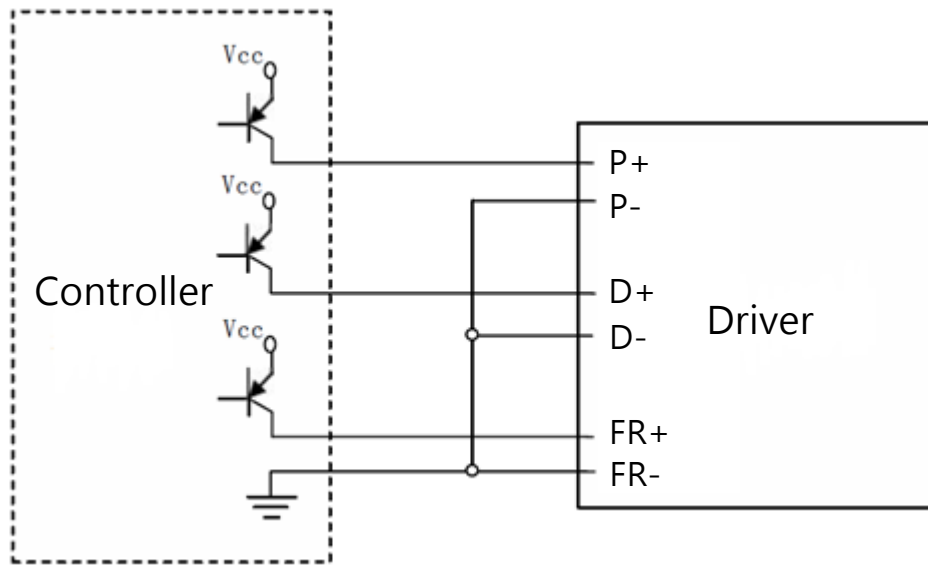 Vcc
P+
P-
Vcc
D+
Controller
Driver
D-
Vcc
FR+
FR-